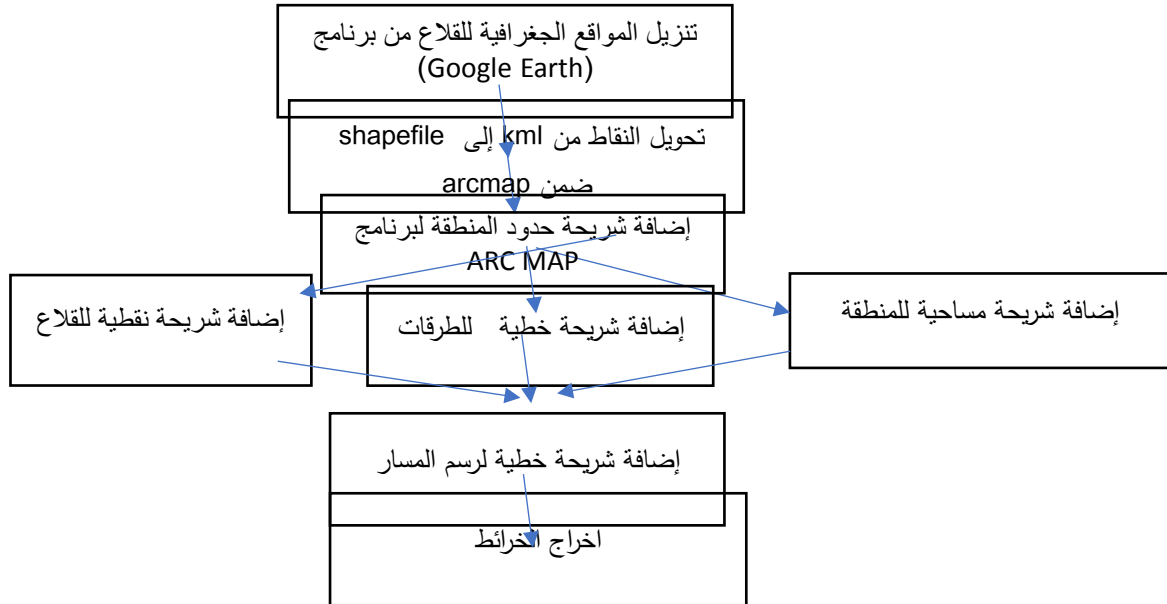 تنزيل المواقع الجغرافية للقلاع من برنامج
(Google Earth)
تحويل النقاط من kml إلى shapefile
ضمن arcmap
إضافة شريحة حدود المنطقة لبرنامج
ARC MAP
إضافة شريحة مساحية للمنطقة
إضافة شريحة خطية للطرقات
إضافة شريحة نقطية للقلاع
إضافة شريحة خطية لرسم المسار
اخراج الخرائط